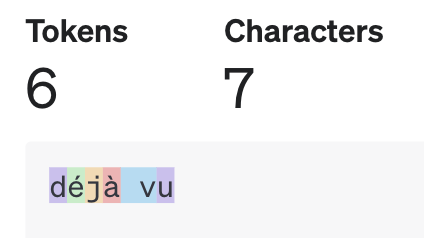 Tokens Characters
6 7
déjà vu